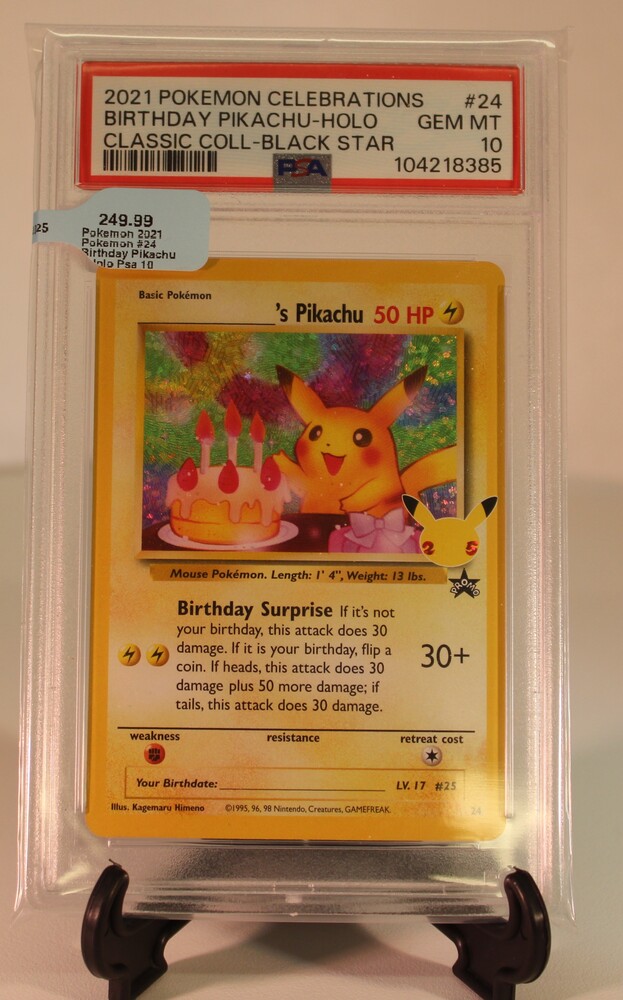 2021 POKEMON CELEBRATIONS #24
BIRTHDAY PIKACHU-HOLO GEM MT
CLASSIC COLL-BLACK STAR 10
PSA 104218385
249.99
Pokemon 2021
Pokemon #24
Birthday Pikachu
Holo Psa 10
Basic Pokémon
's Pikachu 50 HP
25
PROMO
Mouse Pokémon. Length: 1' 4", Weight: 13 lbs.
Birthday Surprise If it's not
your birthday, this attack does 30
damage. If it is your birthday, flip a
coin. If heads, this attack does 30
damage plus 50 more damage; if
tails, this attack does 30 damage.
30+
weakness resistance retreat cost
Your Birthdate: LV. 17 #25
Illus. Kagemaru Himeno ©1995, 96, 98 Nintendo, Creatures, GAMEFREAK. 24